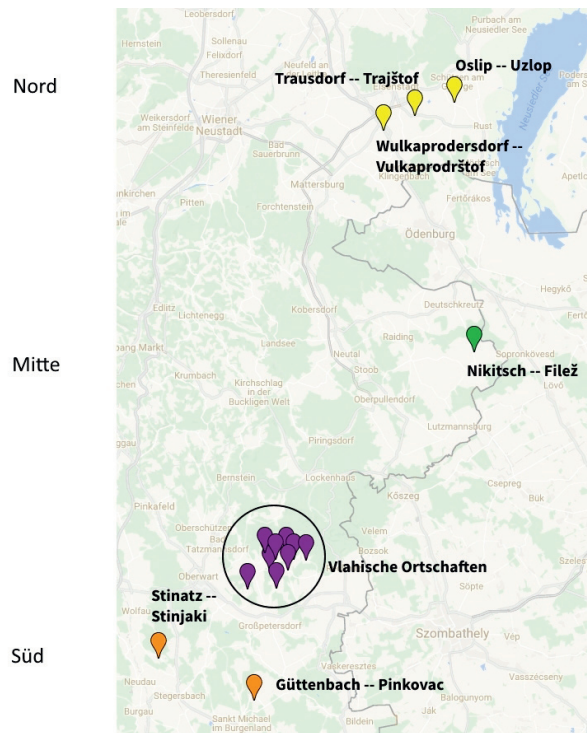 Nord
Mitte
Süd
Leobersdorf
Hernstein
Sollenau
Felixdorf
Theresienfeld
Weikersdorf
am Steinfelde
Wiener
Neustadt
Bad
Sauerbrunn
Mattersburg
Pitten
Forchtenstein
Purbach am
Neusiedler See
Neusiedler See
Oslip -- Uzlop
Trausdorf -- Trajštof
Wulkaprodersdorf --
Vulkaprodrštof
Rust
Klingenbach
Apetlo
Fertőrákos
Ödenburg
Hegykő
Deutschkreutz
Edlitz
Lichtenegg
Kobersdorf
Landsee
Raiding
Neutal
Stoob
Nikitsch -- Filež
Sopronkövesd
Lövő
Krumbach
Kirchschlag
in der
Buckligen Welt
Oberpullendorf
Lutzmannsburg
Piringsdorf
Bernstein
Lockenhaus
Csepreg
Bük
Kőszeg
Pinkafeld
Oberschützen
Bad
Tatzmannsdorf
Velem
Bozsok
Vlahische Ortschaften
Oberwart
Söpte
Stinatz --
Stinjaki
Wolfau
Großpetersdorf
Szombathely
Vép
Vaskeresztes
Vasszécseny
Neudau
Stegersbach
Güttenbach -- Pinkovac
Burgau
Sankt Michael
im Burgenland
Bildein
Ják
Balogunyom